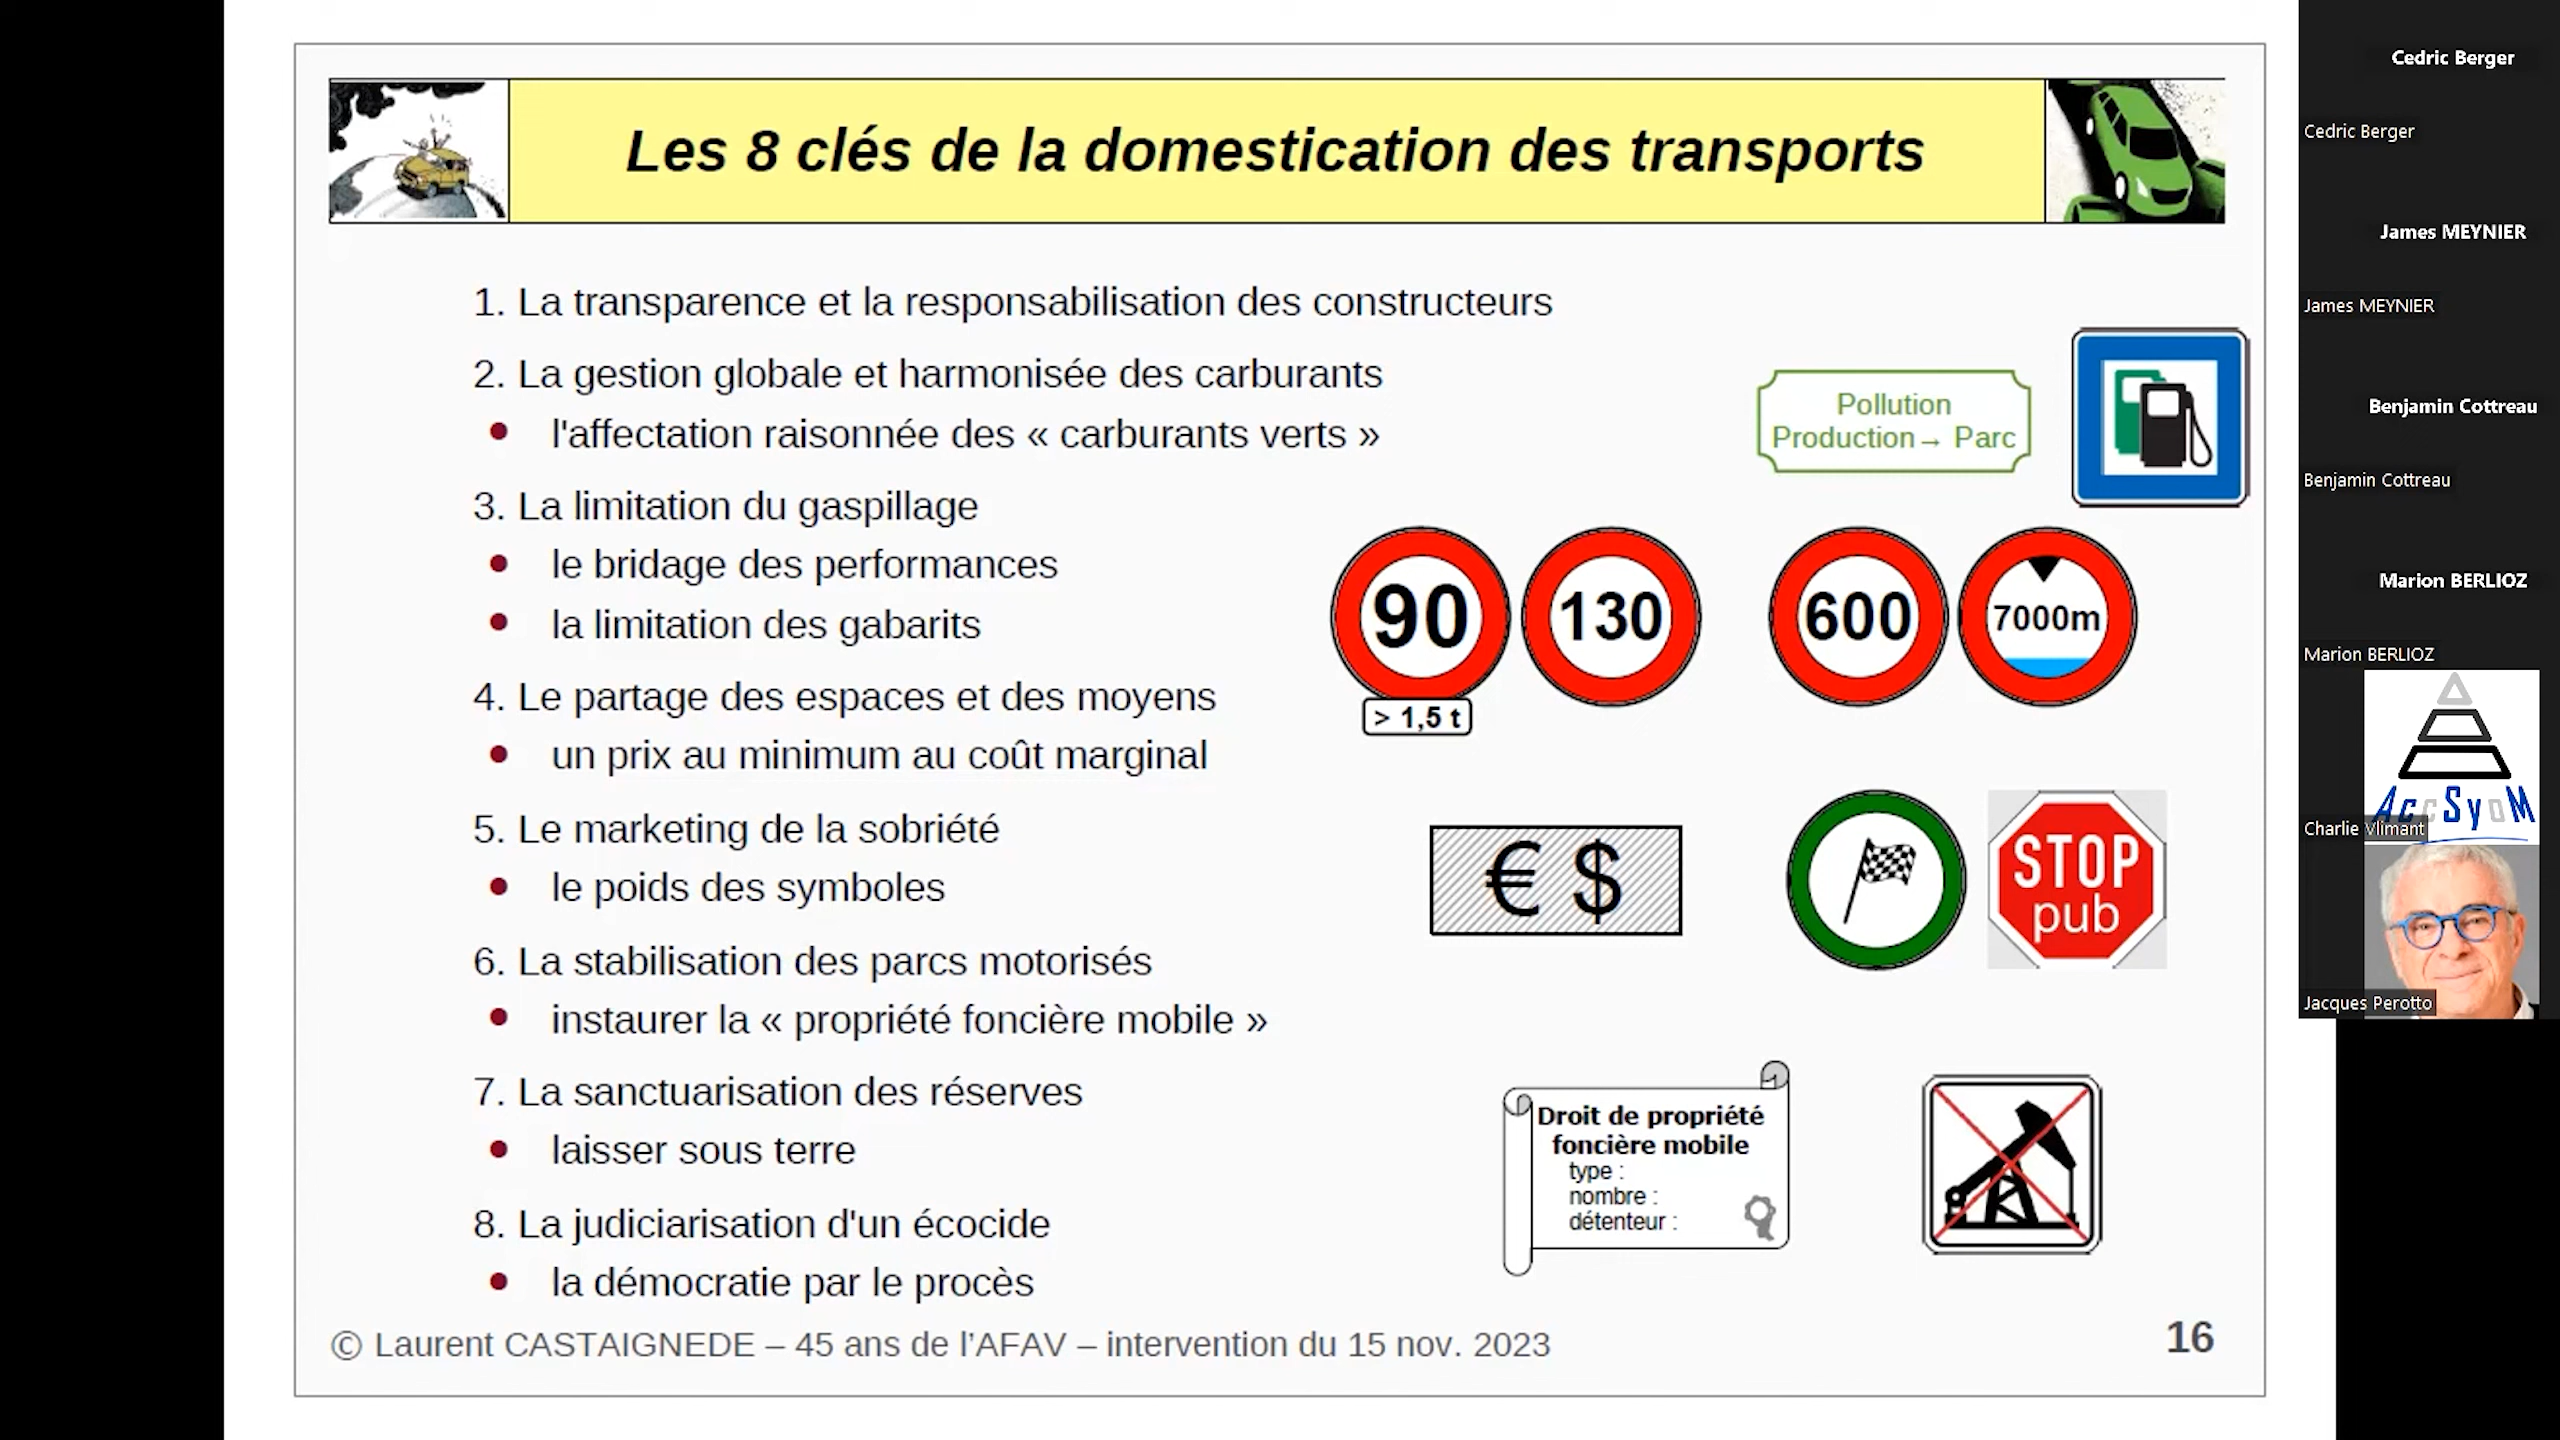 Les 8 clés de la domestication des transports
1. La transparence et la responsabilisation des constructeurs
2. La gestion globale et harmonisée des carburants
l'affectation raisonnée des « carburants verts »
3. La limitation du gaspillage
le bridage des performances
la limitation des gabarits
4. Le partage des espaces et des moyens
un prix au minimum au coût marginal
5. Le marketing de la sobriété
le poids des symboles
6. La stabilisation des parcs motorisés
instaurer la « propriété foncière mobile »
7. La sanctuarisation des réserves
laisser sous terre
8. La judiciarisation d'un écocide
la démocratie par le procès
Pollution
Production→ Parc
90
> 1,5 t
130
600
7000m
€ $
STOP
pub
Droit de propriété
foncière mobile
type :
nombre :
détenteur :
© Laurent CASTAIGNEDE – 45 ans de l'AFAV – intervention du 15 nov. 2023
16
Cedric Berger
Cedric Berger
James MEYNIER
James MEYNIER
Benjamin Cottreau
Benjamin Cottreau
Marion BERLIOZ
Marion BERLIOZ
AccSyoM
Charlie Vlimant
Jacques Perotto